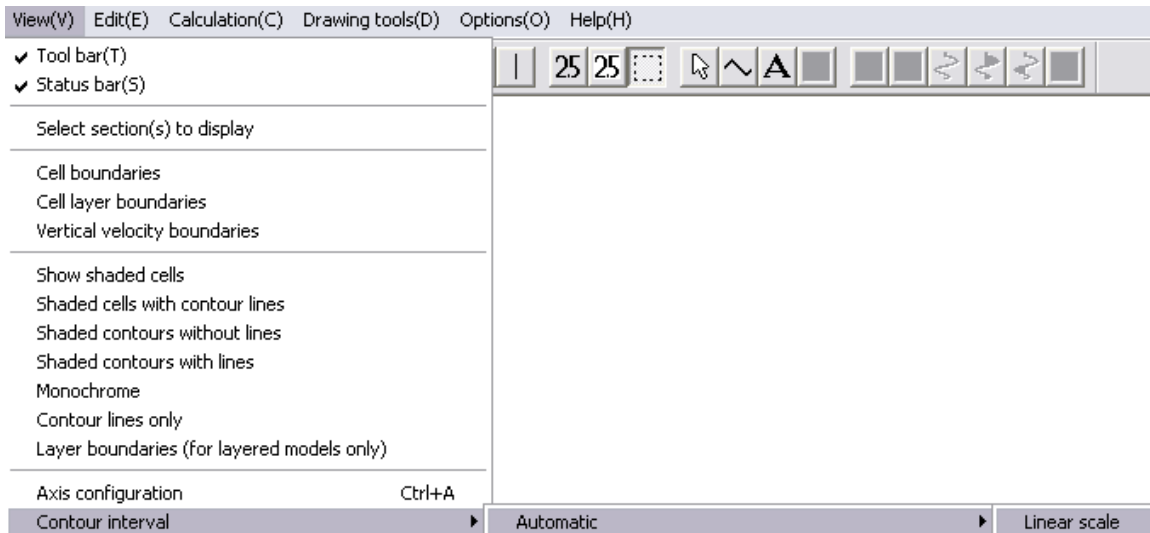 View(V) Edit(E) Calculation(C) Drawing tools(D) Options(O) Help(H)
Tool bar(T)
Status bar(S)
25 25 A
Select section(s) to display
Cell boundaries
Cell layer boundaries
Vertical velocity boundaries
Show shaded cells
Shaded cells with contour lines
Shaded contours without lines
Shaded contours with lines
Monochrome
Contour lines only
Layer boundaries (for layered models only)
Axis configuration Ctrl+A
Contour interval Automatic Linear scale